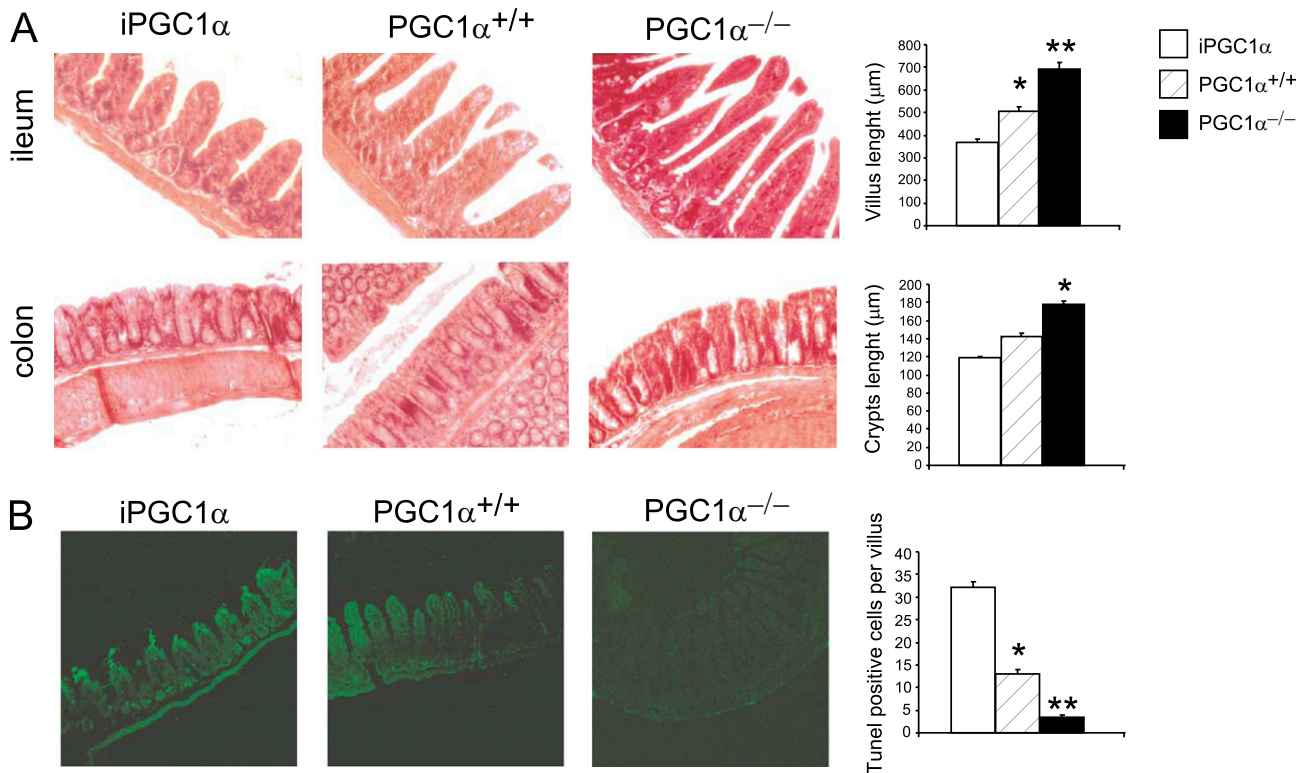 A
iPGC1α
PGC1α+/+
PGC1α−/−
ileum
colon
Villus lenght (μm)
800
700
600
500
400
300
200
100
0
*
**
iPGC1α
PGC1α+/+
PGC1α−/−
Crypts lenght (μm)
200
180
160
140
120
100
80
60
40
20
0
*
B
iPGC1α
PGC1α+/+
PGC1α−/−
Tunel positive cells per villus
40
35
30
25
20
15
10
5
0
*
**